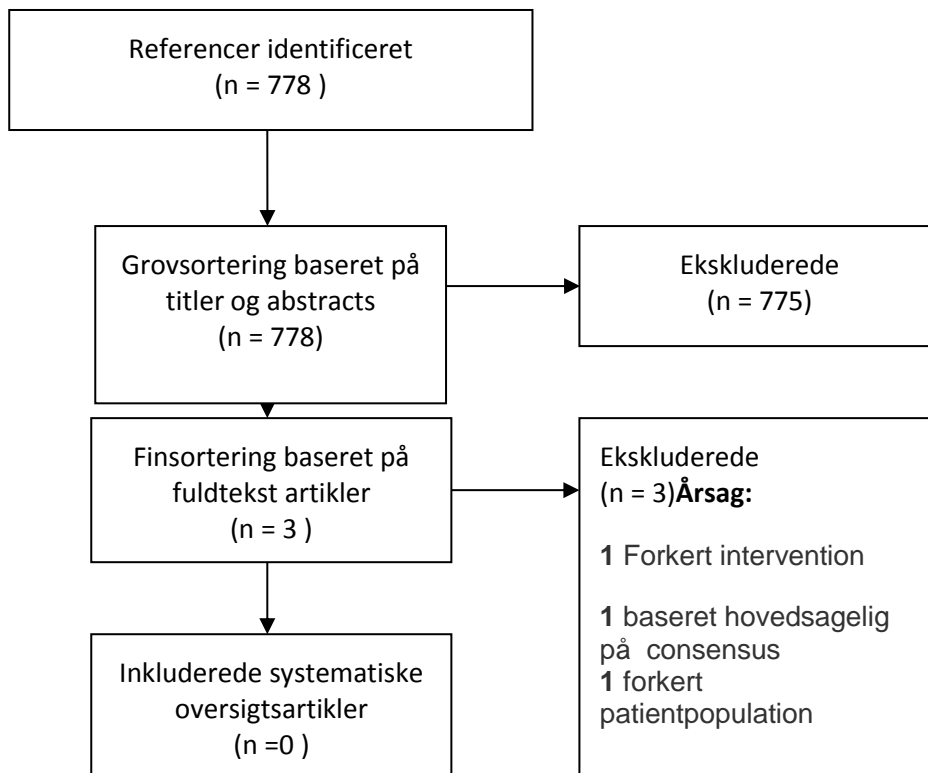 Referencer identificeret
(n = 778 )
Grovsortering baseret på
titler og abstracts
(n = 778)
Ekskluderede
(n = 775)
Finsortering baseret på
fuldtekst artikler
(n = 3 )
Ekskluderede
(n = 3)Årsag:
1 Forkert intervention
1 baseret hovedsagelig
på consensus
1 forkert
patientpopulation
Inkluderede systematiske
oversigtsartikler
(n =0 )